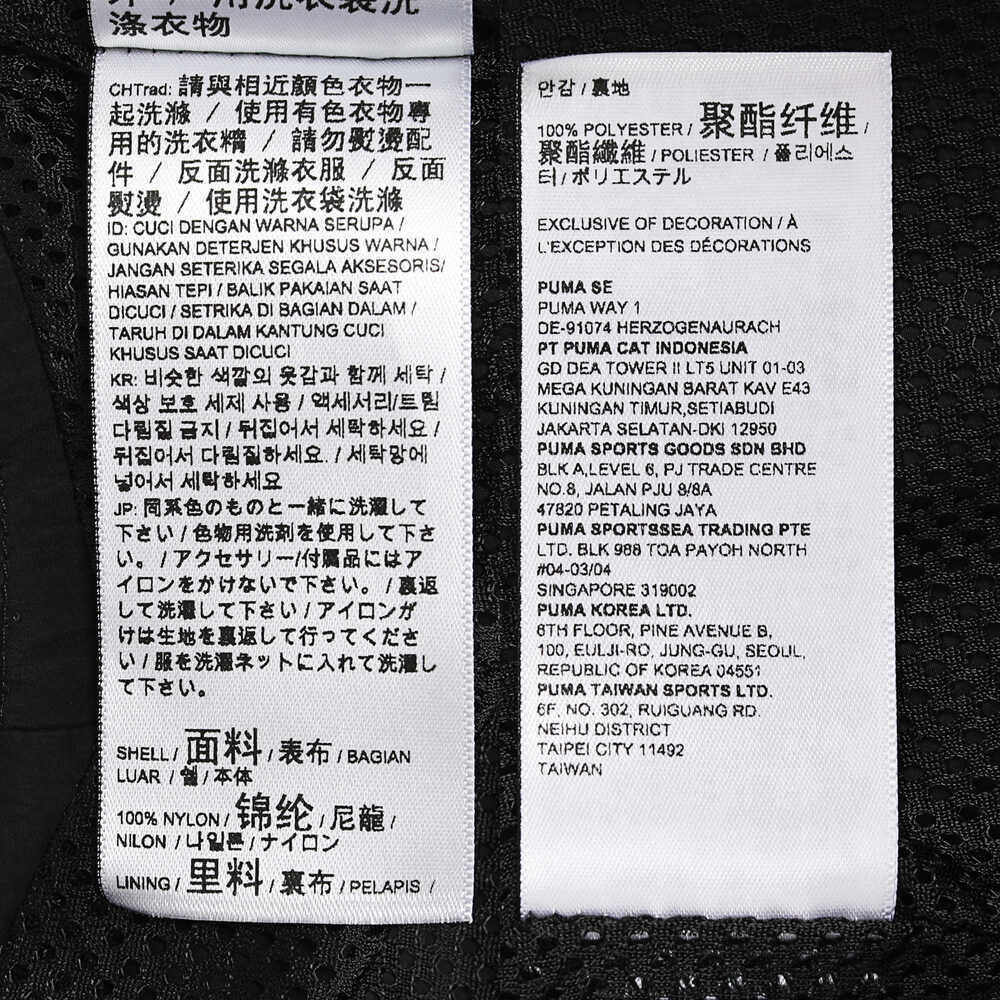 滌衣物
CHTrad: 請與相近顏色衣物一
起洗滌 / 使用有色衣物專
用的洗衣精 / 請勿熨燙配
件 / 反面洗滌衣服 / 反面
熨燙 / 使用洗衣袋洗滌
ID: CUCI DENGAN WARNA SERUPA /
GUNAKAN DETERJEN KHUSUS WARNA /
JANGAN SETERIKA SEGALA AKSESORIS/
HIASAN TEPI / BALIK PAKAIAN SAAT
DICUCI / SETRIKA DI BAGIAN DALAM /
TARUH DI DALAM KANTUNG CUCI
KHUSUS SAAT DICUCI
KR: 비슷한 색깔의 옷감과 함께 세탁 /
색상 보호 세제 사용 / 액세서리/트림
다림질 금지 / 뒤집어서 세탁하세요 /
뒤집어서 다림질하세요. / 세탁망에
넣어서 세탁하세요
JP: 同系色のものと一緒に洗濯して
下さい / 色物用洗剤を使用して下さ
い。 / アクセサリー/付属品にはア
イロンをかけないで下さい。 / 裏返
して洗濯して下さい / アイロンが
けは生地を裏返して行ってくださ
い / 服を洗濯ネットに入れて洗濯し
て下さい。
SHELL / 面料 / 表布 / BAGIAN
LUAR / 쉘 / 本体
100% NYLON / 锦纶 / 尼龍 /
NILON / 나일론 / ナイロン
LINING / 里料 / 裏布 / PELAPIS /
안감 / 裏地
100% POLYESTER / 聚酯纤维 /
聚酯纖維 / POLIESTER / 폴리에스
터 / ポリエステル
EXCLUSIVE OF DECORATION / À
L'EXCEPTION DES DÉCORATIONS
PUMA SE
PUMA WAY 1
DE-91074 HERZOGENAURACH
PT PUMA CAT INDONESIA
GD DEA TOWER II LT5 UNIT 01-03
MEGA KUNINGAN BARAT KAV E43
KUNINGAN TIMUR,SETIABUDI
JAKARTA SELATAN-DKI 12950
PUMA SPORTS GOODS SDN BHD
BLK A,LEVEL 6, PJ TRADE CENTRE
NO.8, JALAN PJU 8/8A
47820 PETALING JAYA
PUMA SPORTSSEA TRADING PTE
LTD. BLK 988 TOA PAYOH NORTH
#04-03/04
SINGAPORE 319002
PUMA KOREA LTD.
6TH FLOOR, PINE AVENUE B,
100, EULJI-RO, JUNG-GU, SEOUL,
REPUBLIC OF KOREA 04551
PUMA TAIWAN SPORTS LTD.
6F, NO. 302, RUIGUANG RD.
NEIHU DISTRICT
TAIPEI CITY 11492
TAIWAN